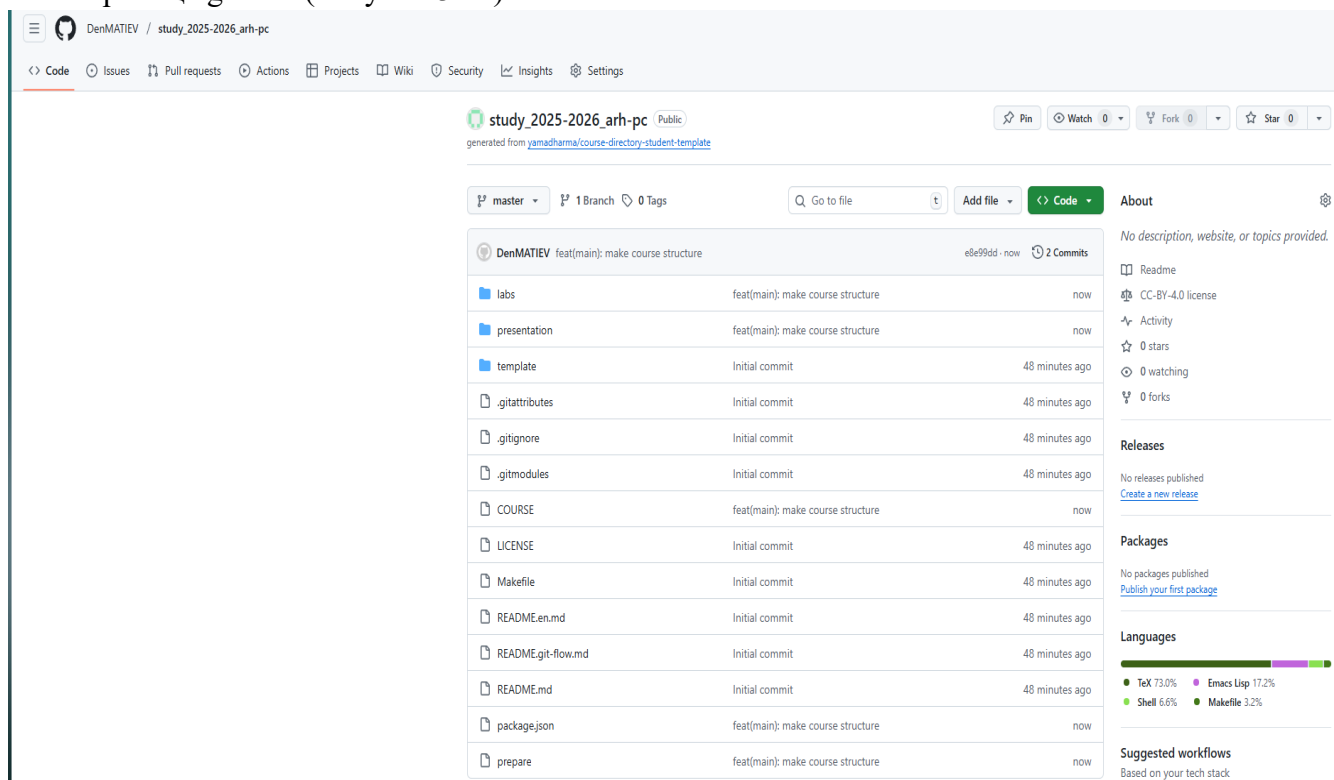 DenMATIEV / study_2025-2026_arh-pc
Code Issues Pull requests Actions Projects Wiki Security Insights Settings
study_2025-2026_arh-pc Public
Pin Watch 0 Fork 0 Star 0
generated from yamadharma/course-directory-student-template
master 1 Branch 0 Tags Go to file t Add file Code
About
No description, website, or topics provided.
DenMATIEV feat(main): make course structure e8e99dd · now 2 Commits
labs feat(main): make course structure now
presentation feat(main): make course structure now
template Initial commit 48 minutes ago
.gitattributes Initial commit 48 minutes ago
.gitignore Initial commit 48 minutes ago
.gitmodules Initial commit 48 minutes ago
COURSE feat(main): make course structure now
LICENSE Initial commit 48 minutes ago
Makefile Initial commit 48 minutes ago
README.en.md Initial commit 48 minutes ago
README.git-flow.md Initial commit 48 minutes ago
README.md Initial commit 48 minutes ago
package.json feat(main): make course structure now
prepare feat(main): make course structure now
Readme
CC-BY-4.0 license
Activity
0 stars
0 watching
0 forks
Releases
No releases published
Create a new release
Packages
No packages published
Publish your first package
Languages
TeX 73.0% Emacs Lisp 17.2%
Shell 6.6% Makefile 3.2%
Suggested workflows
Based on your tech stack